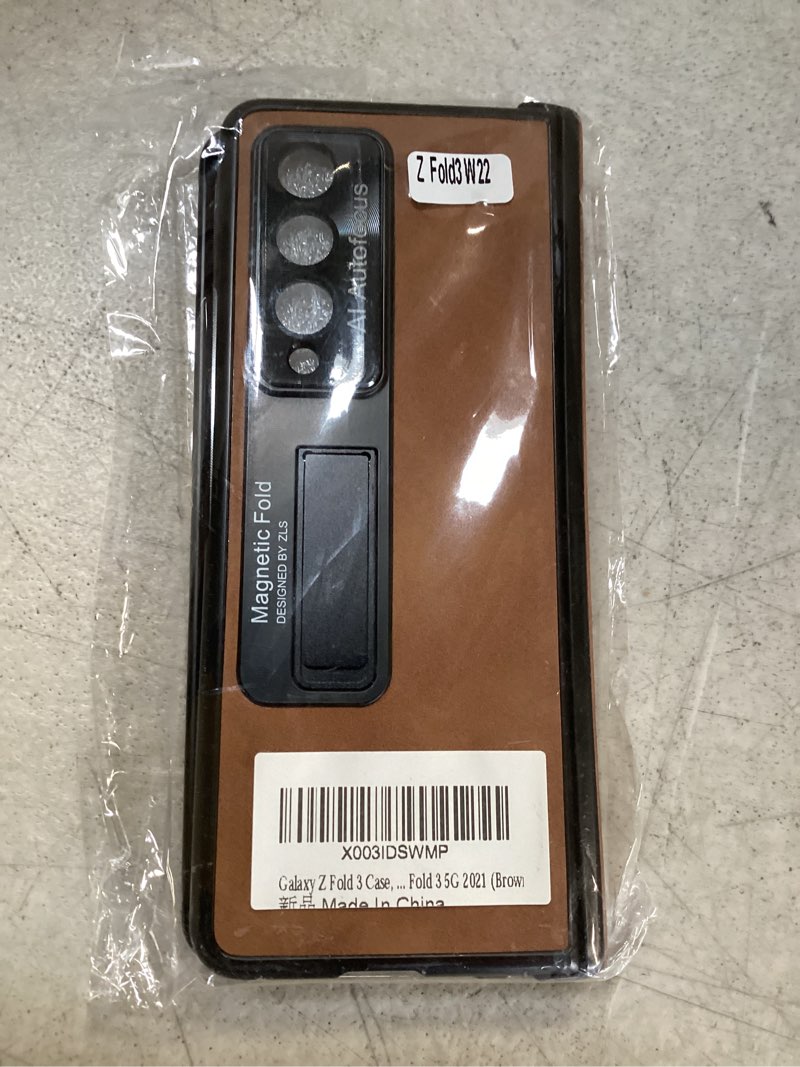 Z Fold3 W22
AI Autofocus
Magnetic Fold
DESIGNED BY ZLS
X003IDSWMP
Galaxy Z Fold 3 Case, ... Fold 3 5G 2021 (Brown
新品 Made In China